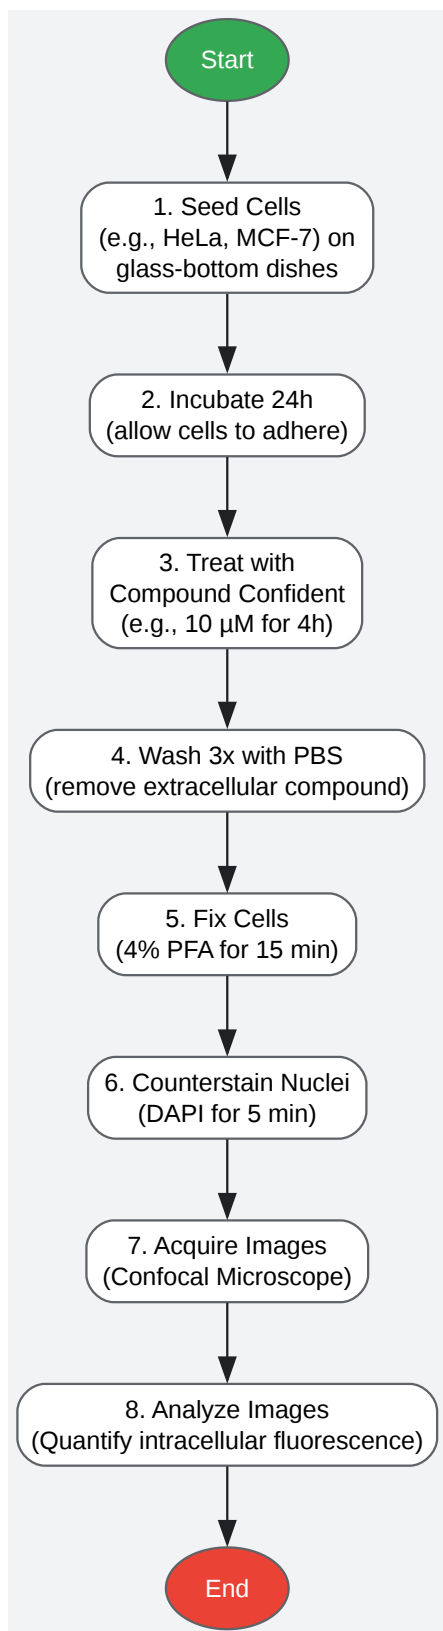 Start
1. Seed Cells
(e.g., HeLa, MCF-7) on
glass-bottom dishes
2. Incubate 24h
(allow cells to adhere)
3. Treat with
Compound Confident
(e.g., 10 µM for 4h)
4. Wash 3x with PBS
(remove extracellular compound)
5. Fix Cells
(4% PFA for 15 min)
6. Counterstain Nuclei
(DAPI for 5 min)
7. Acquire Images
(Confocal Microscope)
8. Analyze Images
(Quantify intracellular fluorescence)
End